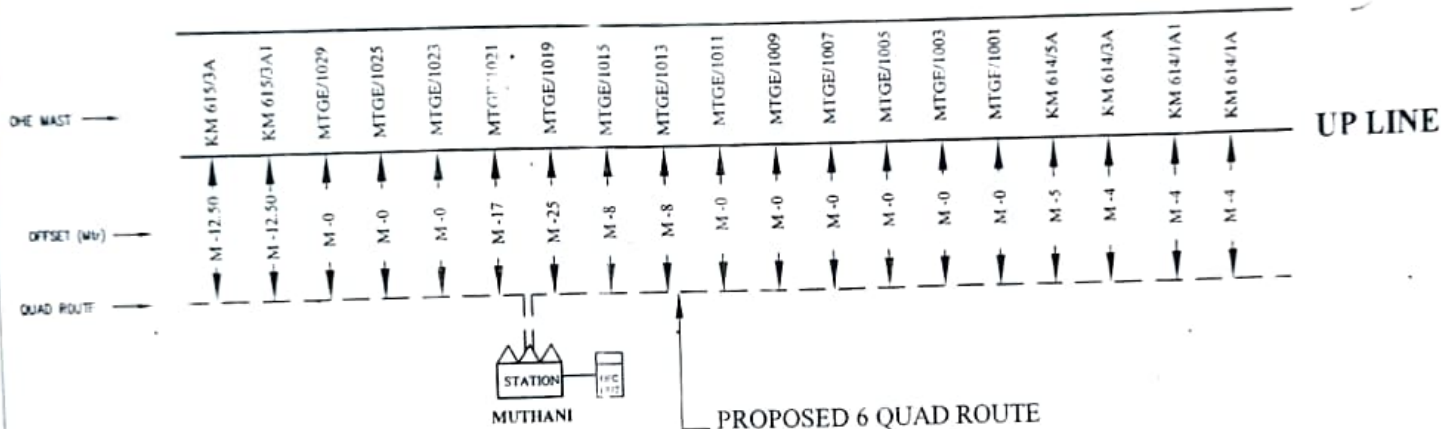 OHE MAST
KM 615/3A
KM 615/3A1
MTGE/1029
MTGE/1025
MTGE/1023
MTGE/1021
MTGE/1019
MTGE/1015
MTGE/1013
MTGE/1011
MTGE/1009
MTGE/1007
MTGE/1005
MTGE/1003
MTGE/1001
KM 614/5A
KM 614/3A
KM 614/1A1
KM 614/1A
UP LINE
OFFSET (Mtr)
M -12.50
M -12.50
M -0
M -0
M -0
M -17
M -25
M -8
M -8
M -0
M -0
M -0
M -0
M -0
M -0
M -5
M -4
M -4
M -4
QUAD ROUTE
STATION
MUTHANI
PROPOSED 6 QUAD ROUTE